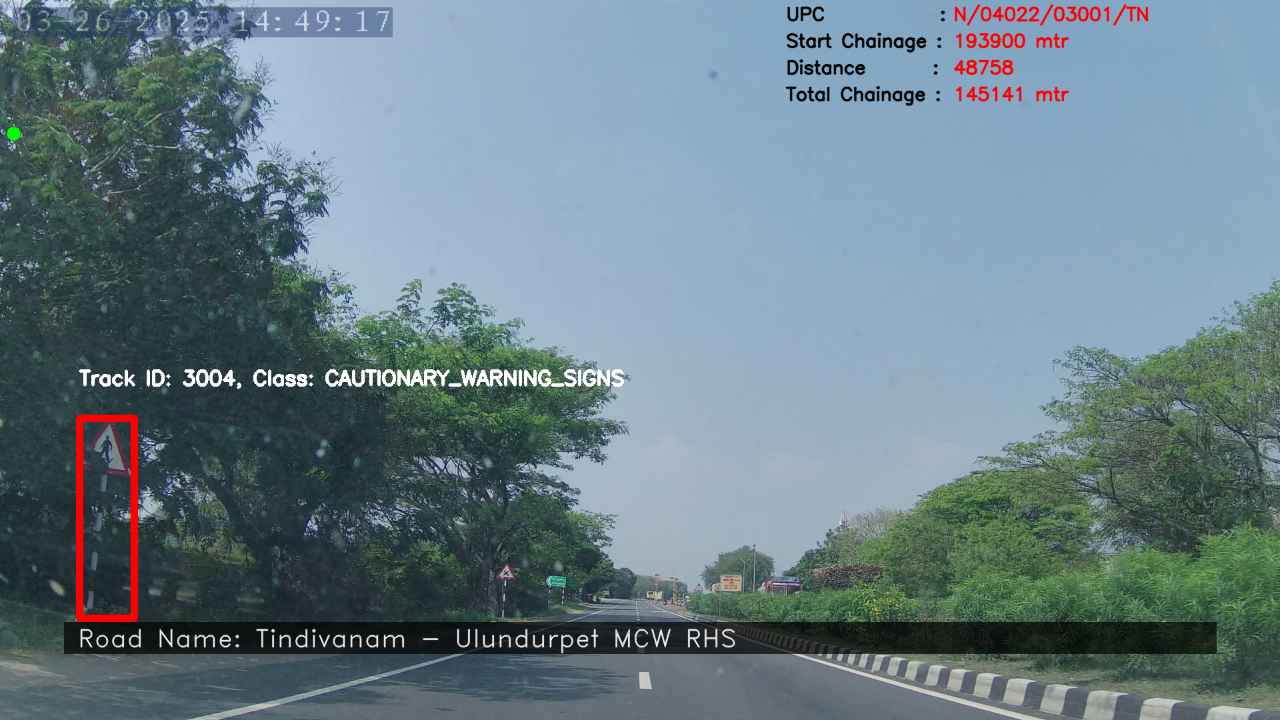 03-26-2025 14:49:17
UPC : N/04022/03001/TN
Start Chainage : 193900 mtr
Distance : 48758
Total Chainage : 145141 mtr
Track ID: 3004, Class: CAUTIONARY_WARNING_SIGNS
Road Name: Tindivanam - Ulundurpet MCW RHS